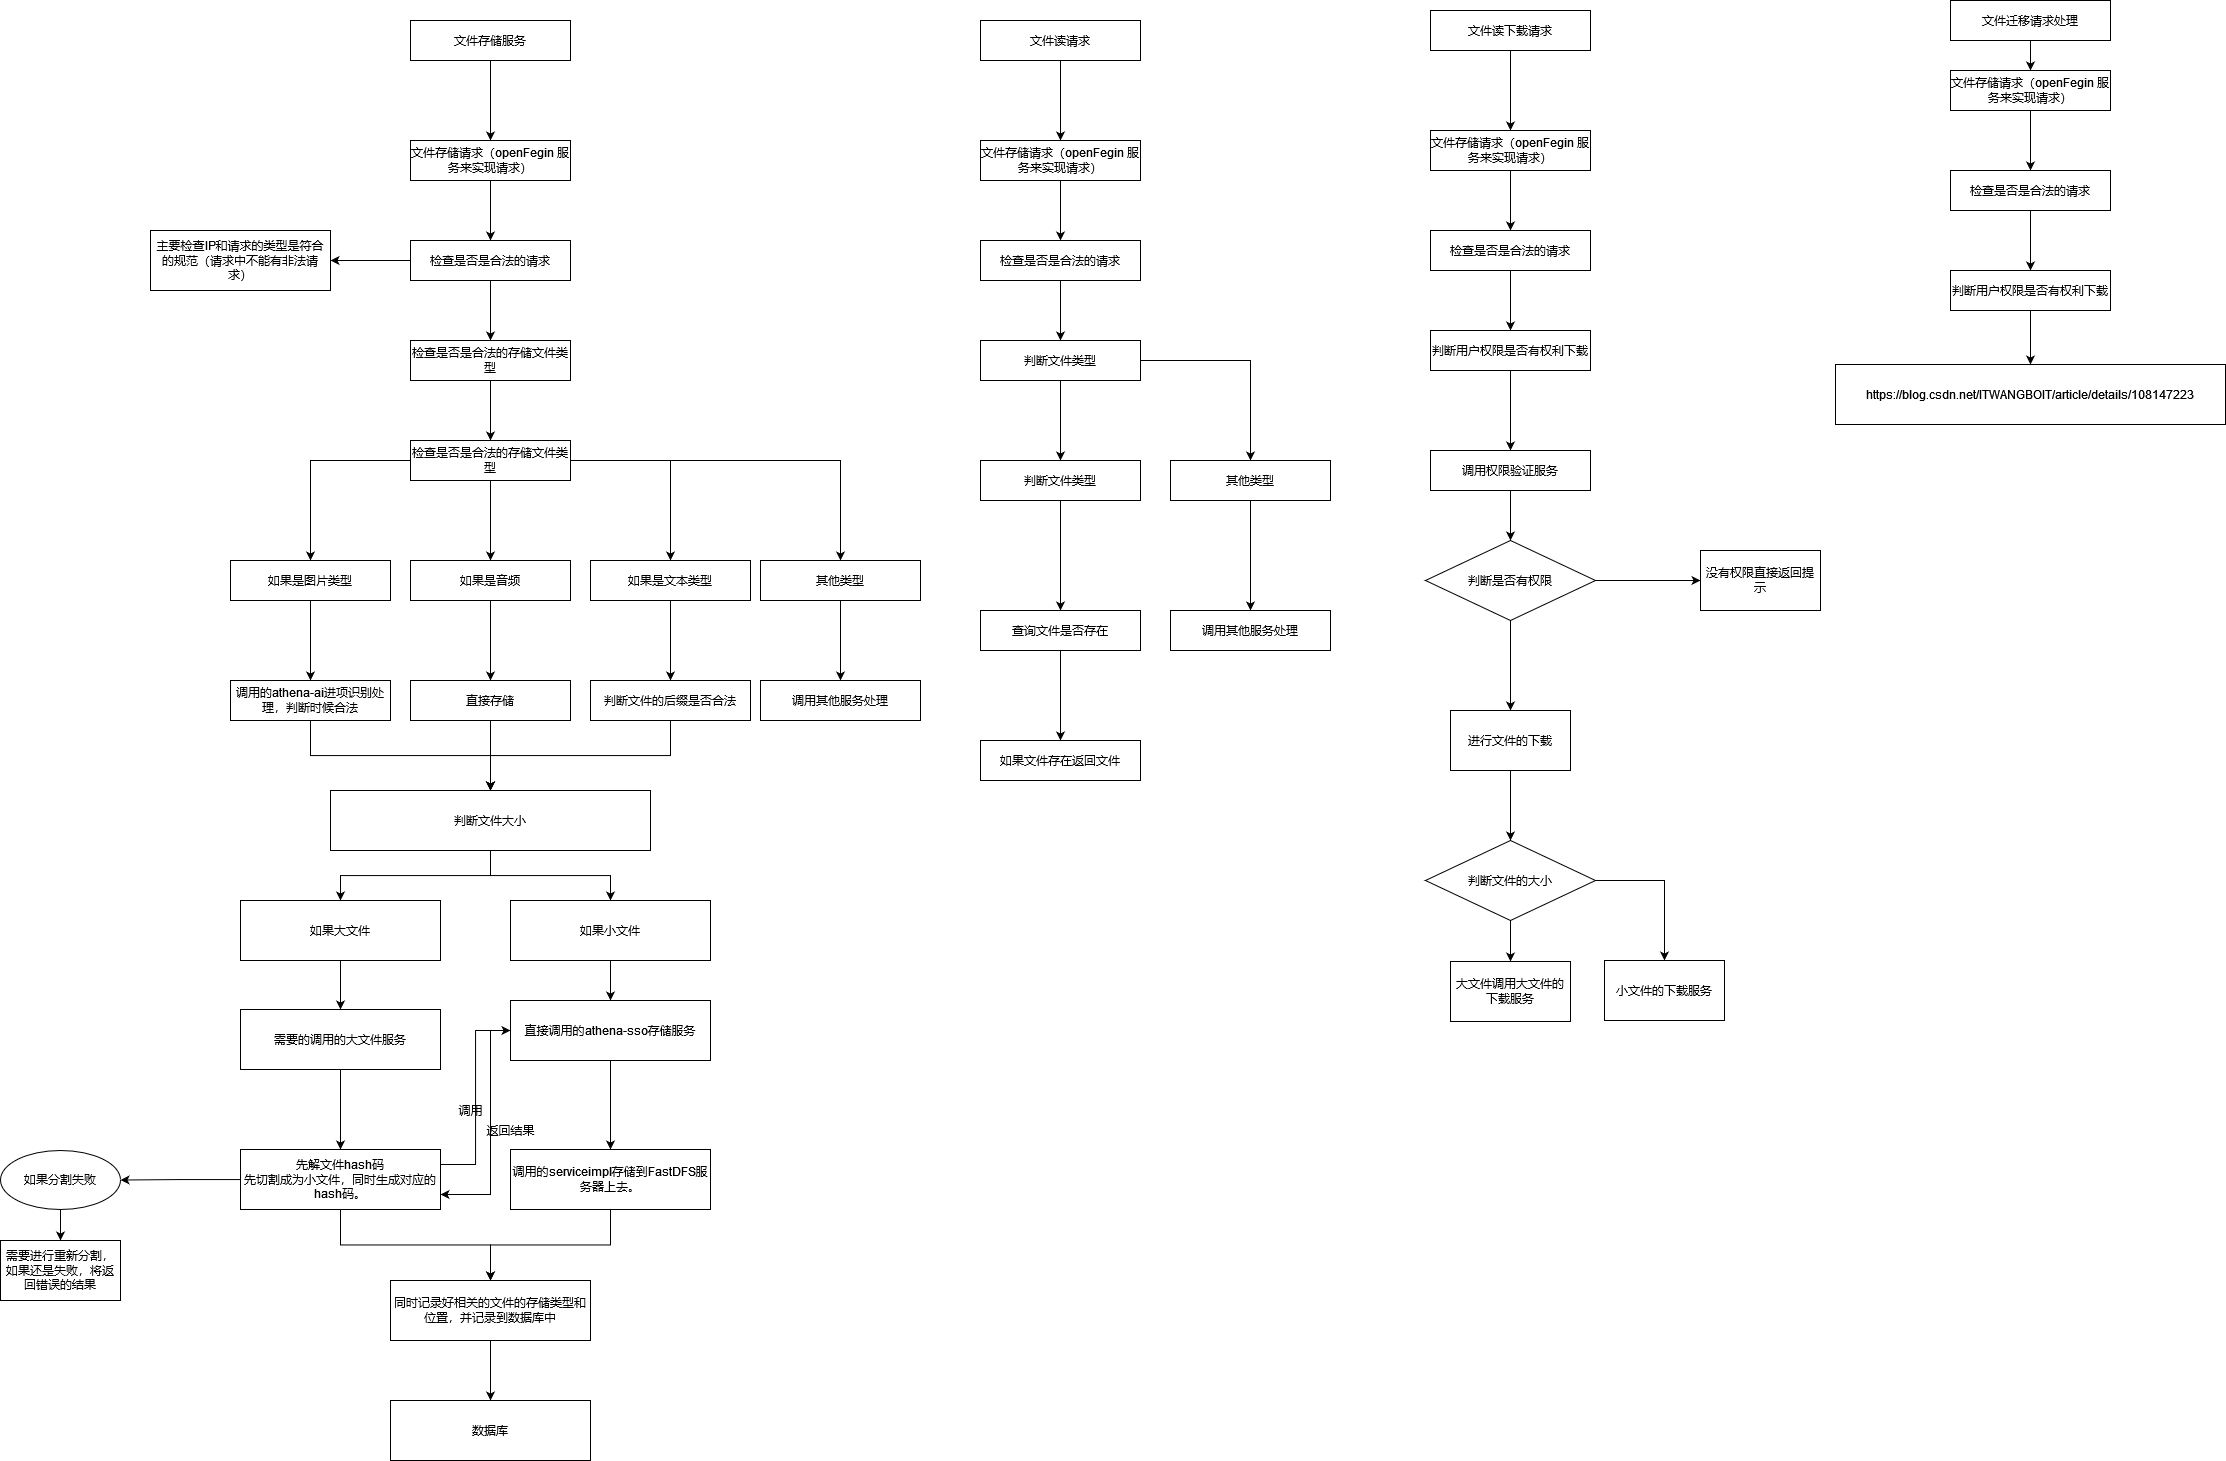 文件存储服务
文件存储请求（openFegin 服
务来实现请求）
主要检查IP和请求的类型是符合
的规范（请求中不能有非法请
求）
检查是否是合法的请求
检查是否是合法的存储文件类
型
检查是否是合法的存储文件类
型
如果是图片类型
如果是音频
如果是文本类型
其他类型
调用的athena-ai进项识别处
理，判断时候合法
直接存储
判断文件的后缀是否合法
调用其他服务处理
判断文件大小
如果大文件
如果小文件
需要的调用的大文件服务
直接调用的athena-sso存储服务
调用
返回结果
如果分割失败
先解文件hash码
先切割成为小文件，同时生成对应的
hash码。
调用的serviceimpl存储到FastDFS服
务器上去。
需要进行重新分割，
如果还是失败，将返
回错误的结果
同时记录好相关的文件的存储类型和
位置，并记录到数据库中
数据库
文件读请求
文件存储请求（openFegin 服
务来实现请求）
检查是否是合法的请求
判断文件类型
判断文件类型
其他类型
查询文件是否存在
调用其他服务处理
如果文件存在返回文件
文件读下载请求
文件存储请求（openFegin 服
务来实现请求）
检查是否是合法的请求
判断用户权限是否有权利下载
调用权限验证服务
判断是否有权限
没有权限直接返回提
示
进行文件的下载
判断文件的大小
大文件调用大文件的
下载服务
小文件的下载服务
文件迁移请求处理
文件存储请求（openFegin 服
务来实现请求）
检查是否是合法的请求
判断用户权限是否有权利下载
https://blog.csdn.net/ITWANGBOIT/article/details/108147223